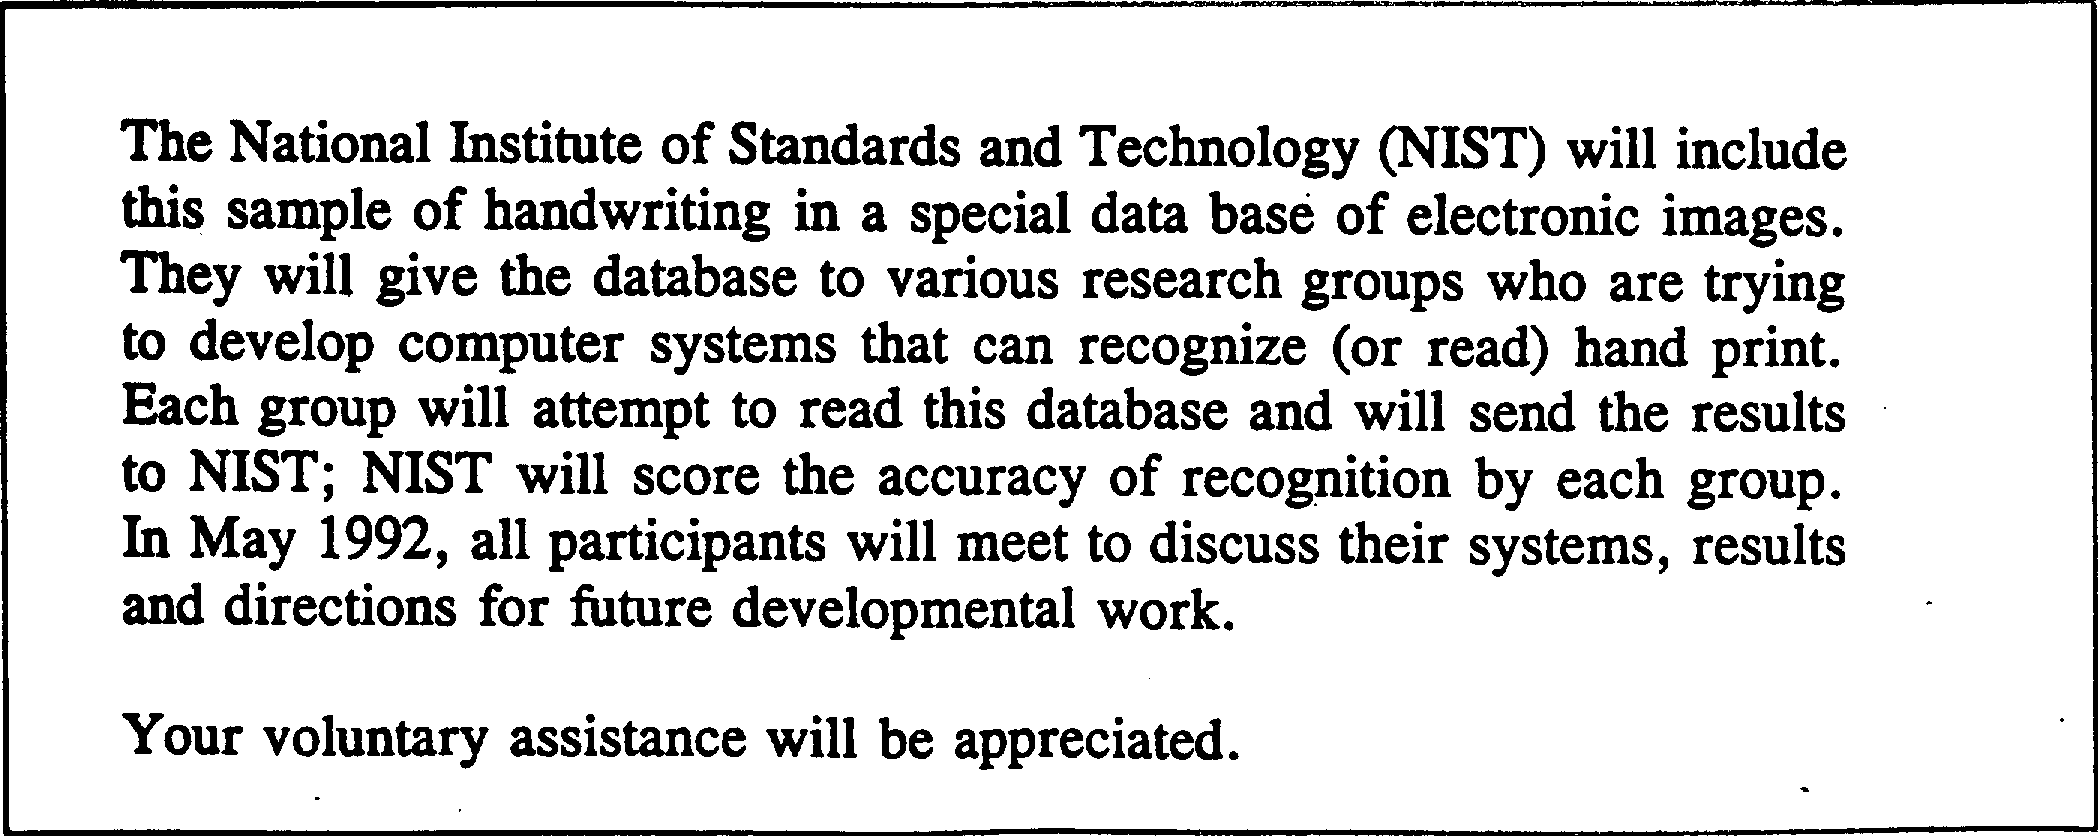 The National Institute of Standards and Technology (NIST) will include
this sample of handwriting in a special data base of electronic images.
They will give the database to various research groups who are trying
to develop computer systems that can recognize (or read) hand print.
Each group will attempt to read this database and will send the results
to NIST; NIST will score the accuracy of recognition by each group.
In May 1992, all participants will meet to discuss their systems, results
and directions for future developmental work.
Your voluntary assistance will be appreciated.